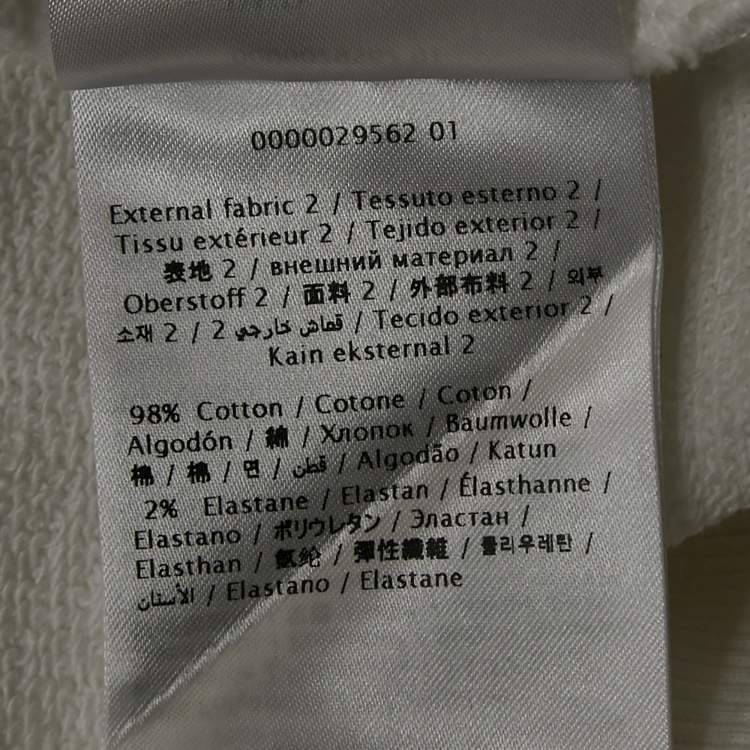 0000029562 01
External fabric 2 / Tessuto esterno 2 /
Tissu extérieur 2 / Tejido exterior 2 /
表地 2 / внешний материал 2 /
Oberstoff 2 / 面料 2 / 外部布料 2 / 외부
소재 2 / قماش خارجي 2 / Tecido exterior 2 /
Kain eksternal 2
98% Cotton / Cotone / Coton /
Algodón / 綿 / Хлопок / Baumwolle /
棉 / 棉 / 면 / قطن / Algodão / Katun
2% Elastane / Elastan / Élasthanne /
Elastano / ポリウレタン / Эластан /
Elasthan / 氨纶 / 彈性纖維 / 폴리우레탄 /
الأستان / Elastano / Elastane